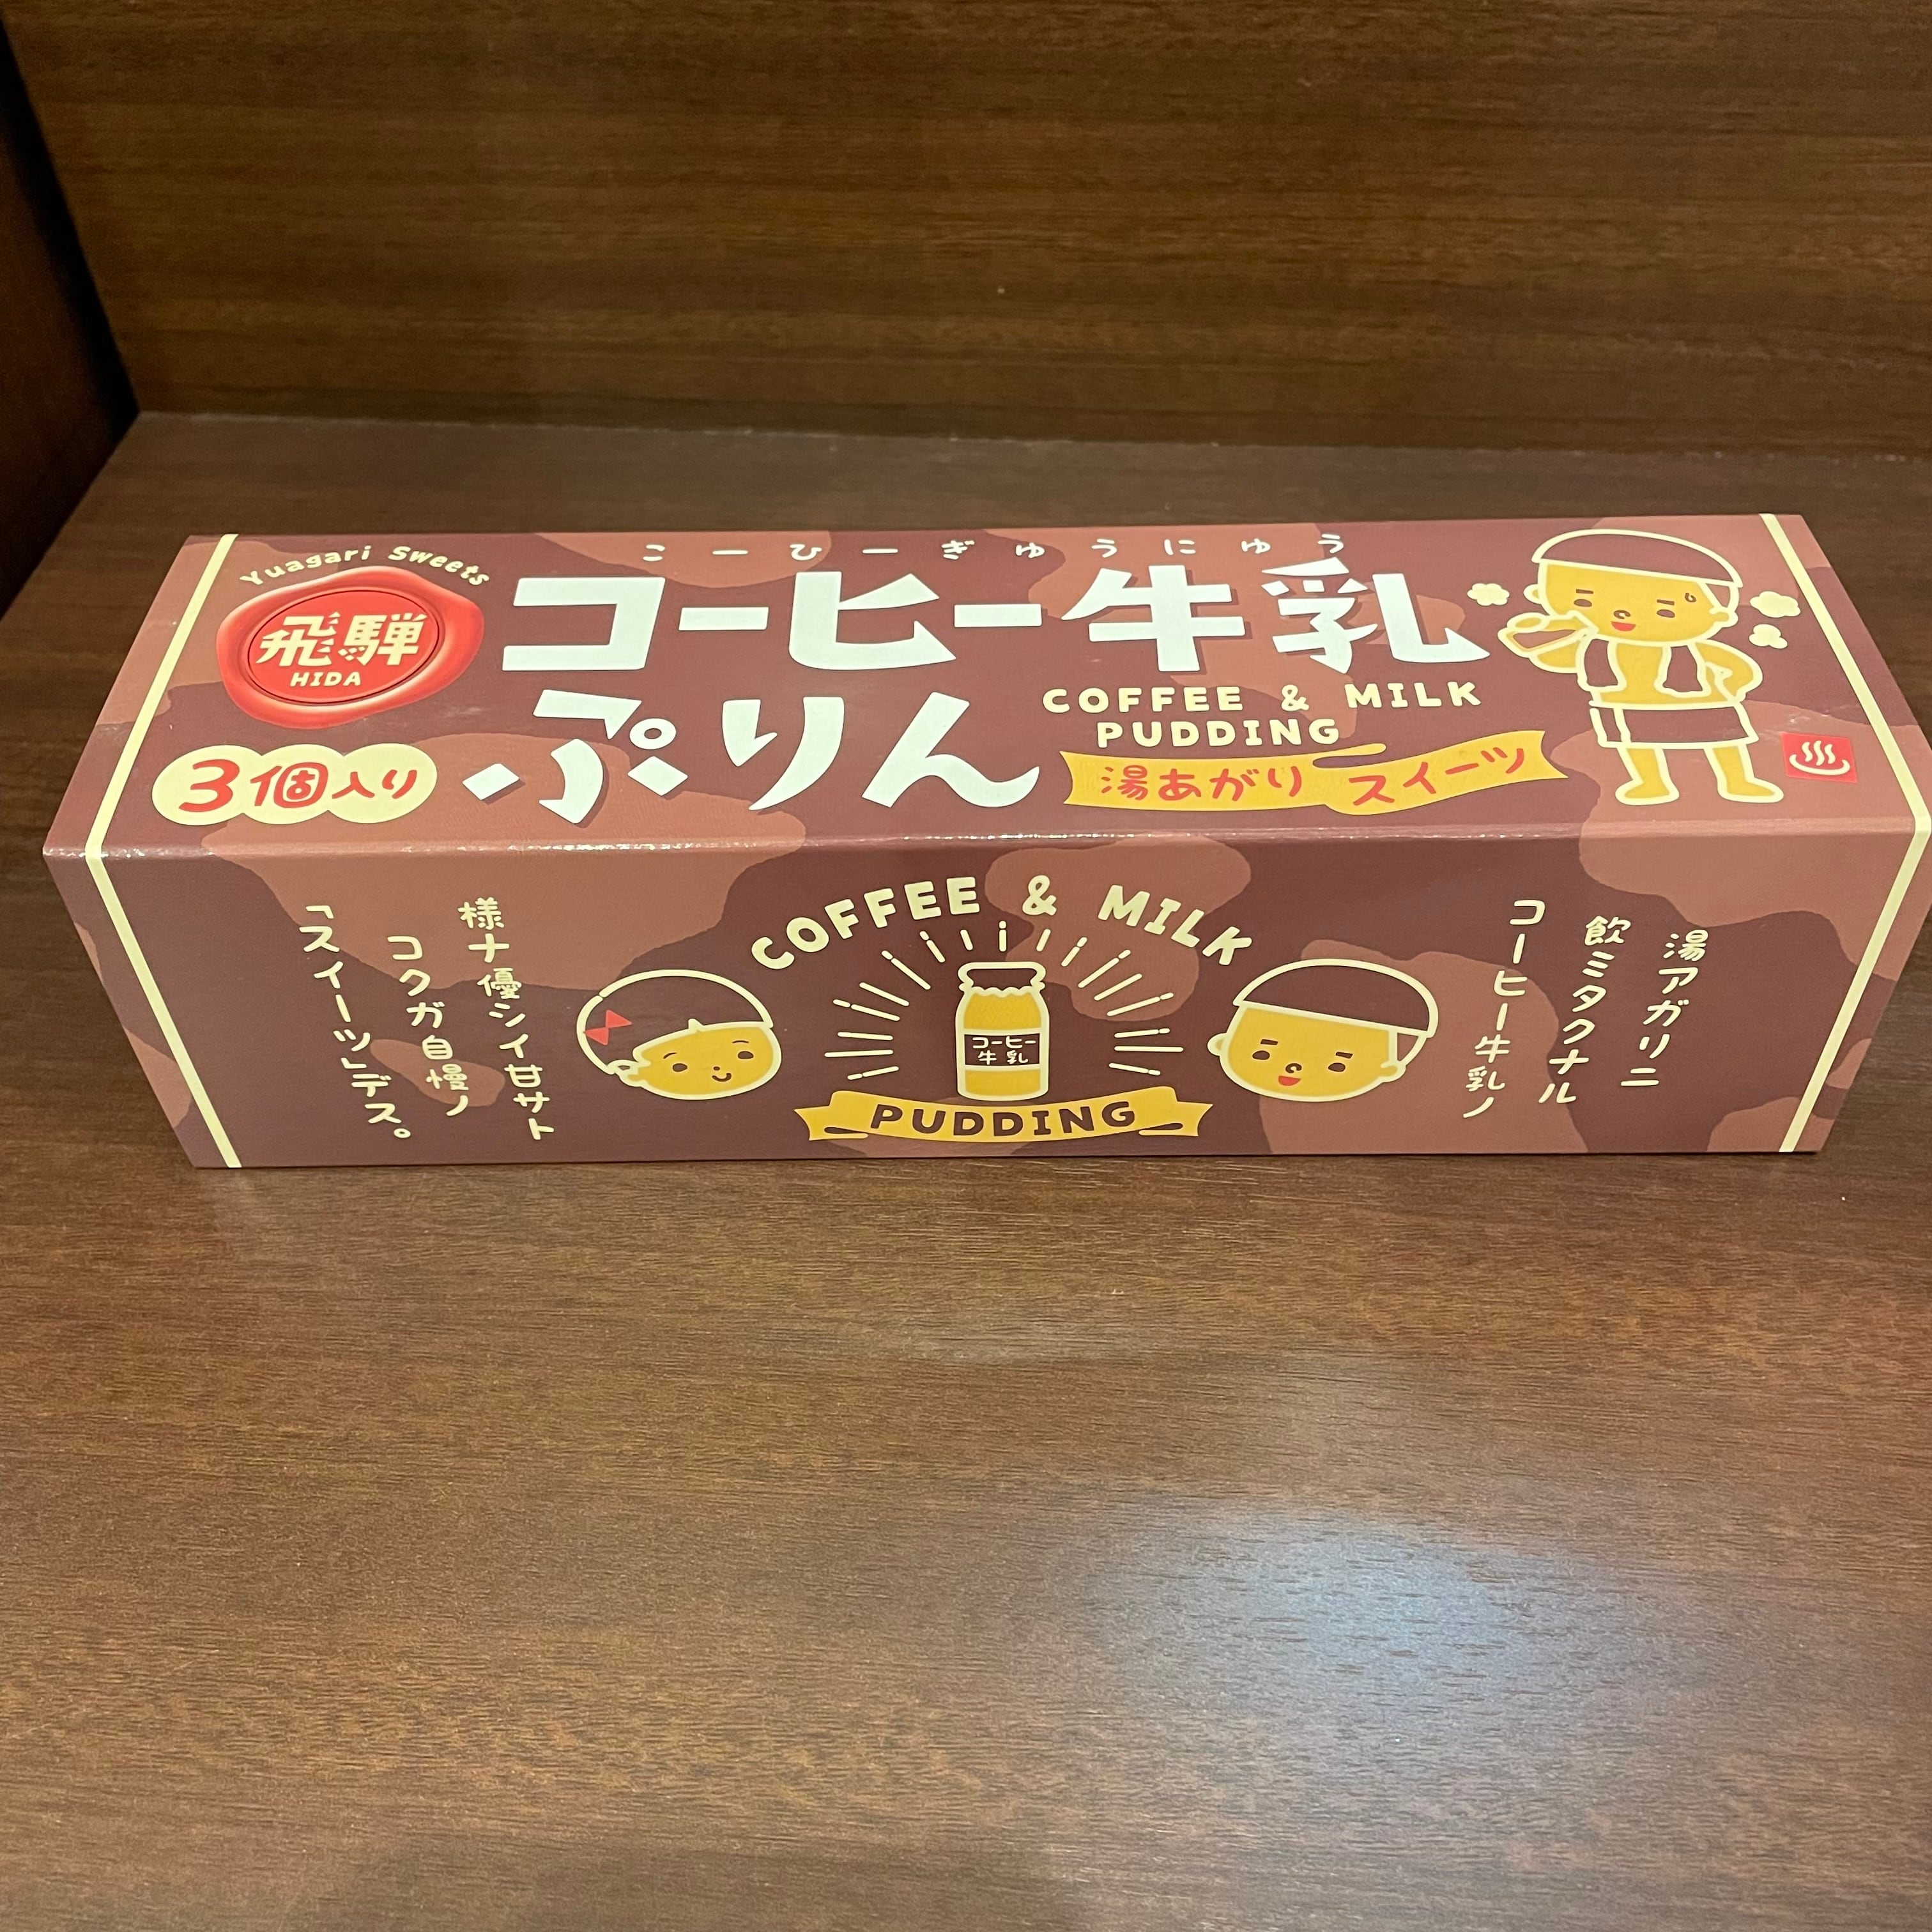 Yuagari Sweets
飛騨
HIDA
3個入り
こーひーぎゅうにゅう
コーヒー牛乳
ぷりん
COFFEE & MILK
PUDDING
湯あがりスイーツ
湯アガリニ
飲ミタクナル
コーヒー牛乳ノ
COFFEE & MILK
コーヒー
牛乳
PUDDING
様ナ優シイ甘サト
コクガ自慢ノ
「スイーツ」デス。